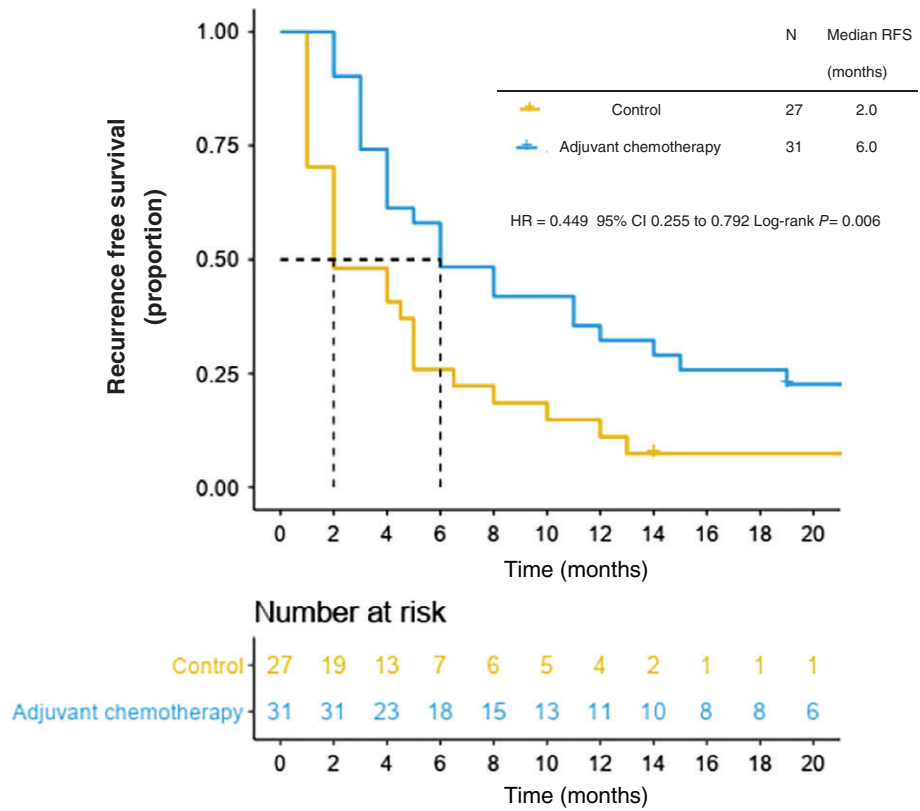 N Median RFS
(months)
Control 27 2.0
Adjuvant chemotherapy 31 6.0
HR = 0.449 95% CI 0.255 to 0.792 Log-rank P= 0.006
Recurrence free survival
(proportion)
1.00
0.75
0.50
0.25
0.00
0 2 4 6 8 10 12 14 16 18 20
Time (months)
Number at risk
Control 27 19 13 7 6 5 4 2 1 1 1
Adjuvant chemotherapy 31 31 23 18 15 13 11 10 8 8 6
0 2 4 6 8 10 12 14 16 18 20
Time (months)